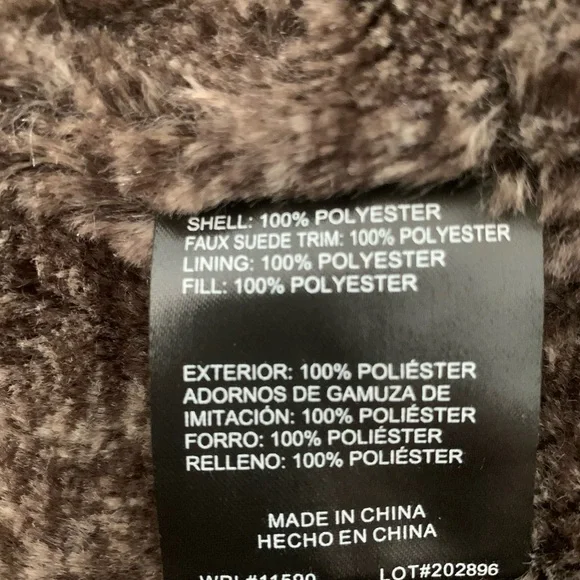 SHELL: 100% POLYESTER
FAUX SUEDE TRIM: 100% POLYESTER
LINING: 100% POLYESTER
FILL: 100% POLYESTER
EXTERIOR: 100% POLIÉSTER
ADORNOS DE GAMUZA DE
IMITACIÓN: 100% POLIÉSTER
FORRO: 100% POLIÉSTER
RELLENO: 100% POLIÉSTER
MADE IN CHINA
HECHO EN CHINA
LOT#202896